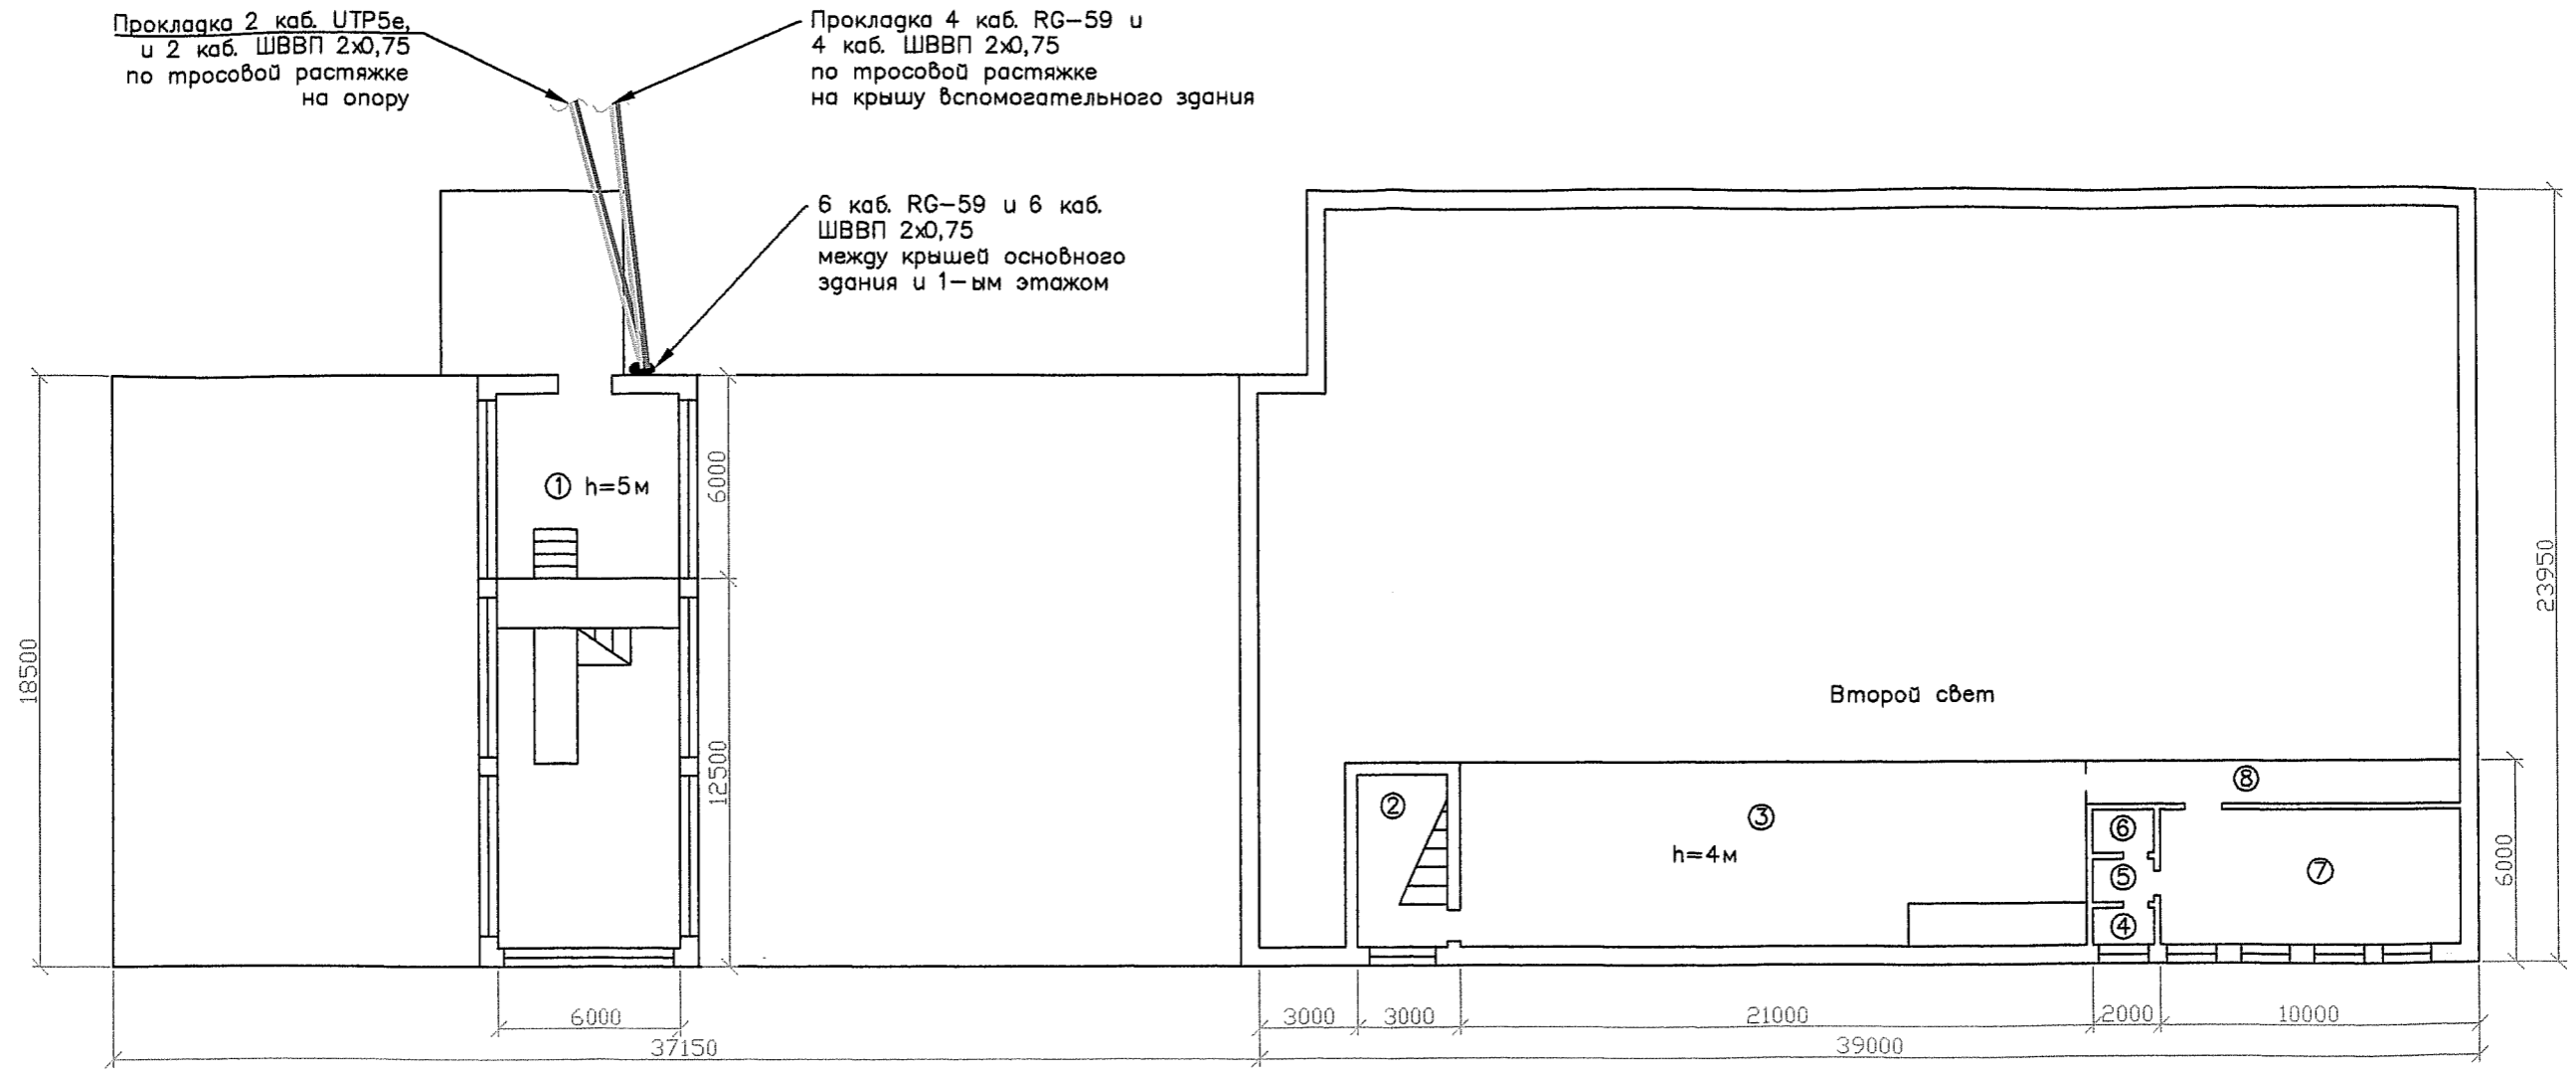 Прокладка 2 каб. UTP5e,
и 2 каб. ШВВП 2х0,75
по тросовой растяжке
на опору
Прокладка 4 каб. RG-59 и
4 каб. ШВВП 2х0,75
по тросовой растяжке
на крышу вспомогательного здания
6 каб. RG-59 и 6 каб.
ШВВП 2х0,75
между крышей основного
здания и 1-ым этажом
1 h=5м
6000
12500
18500
23950
Второй свет
2
3
h=4м
8
6
5
4
7
6000
6000
3000
3000
21000
2000
10000
37150
39000